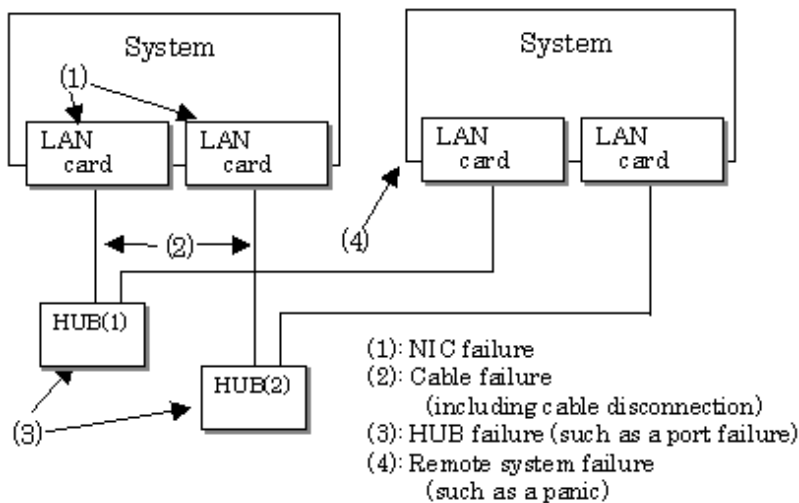 System
System
(1)
LAN
card
LAN
card
LAN
card
LAN
card
(2)
(4)
HUB(1)
HUB(2)
(3)
(1): NIC failure
(2): Cable failure
(including cable disconnection)
(3): HUB failure (such as a port failure)
(4): Remote system failure
(such as a panic)